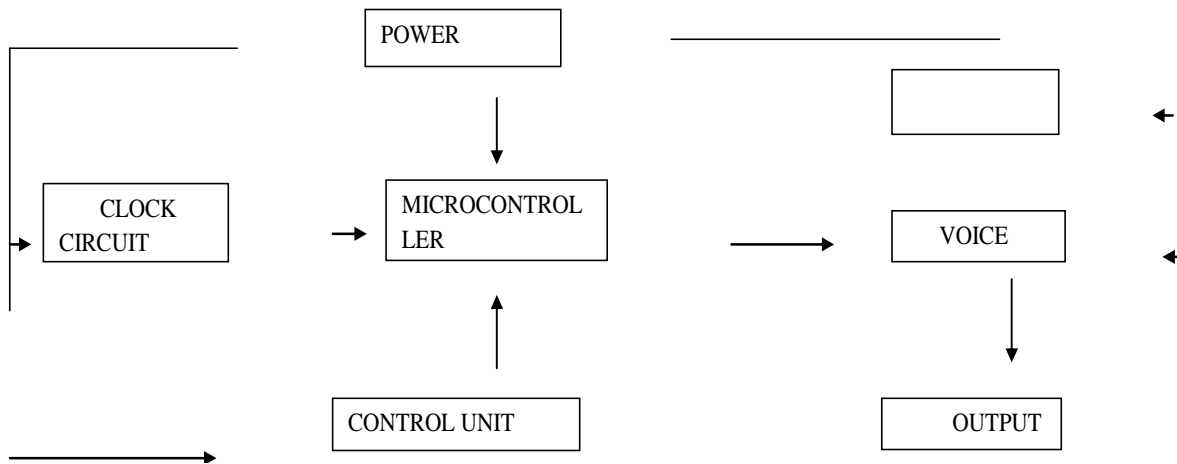 POWER
CLOCK
CIRCUIT
MICROCONTROL
LER
VOICE
CONTROL UNIT
OUTPUT